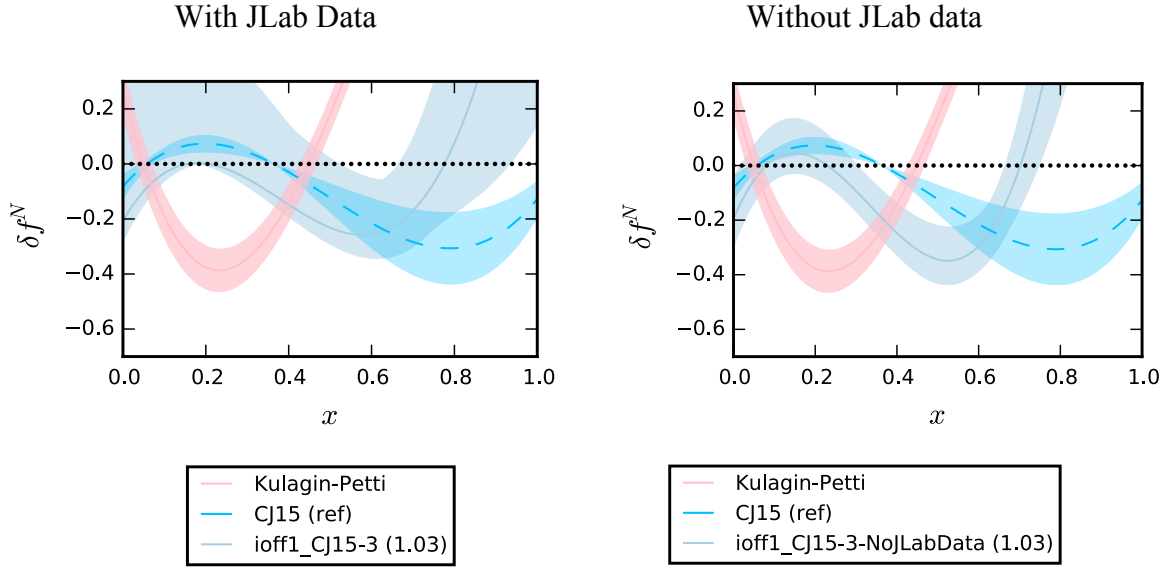 With JLab Data
Without JLab data
0.2
0.0
−0.2
−0.4
−0.6
δf^N
0.0 0.2 0.4 0.6 0.8 1.0
x
0.2
0.0
−0.2
−0.4
−0.6
δf^N
0.0 0.2 0.4 0.6 0.8 1.0
x
Kulagin-Petti
CJ15 (ref)
ioff1_CJ15-3 (1.03)
Kulagin-Petti
CJ15 (ref)
ioff1_CJ15-3-NoJLabData (1.03)